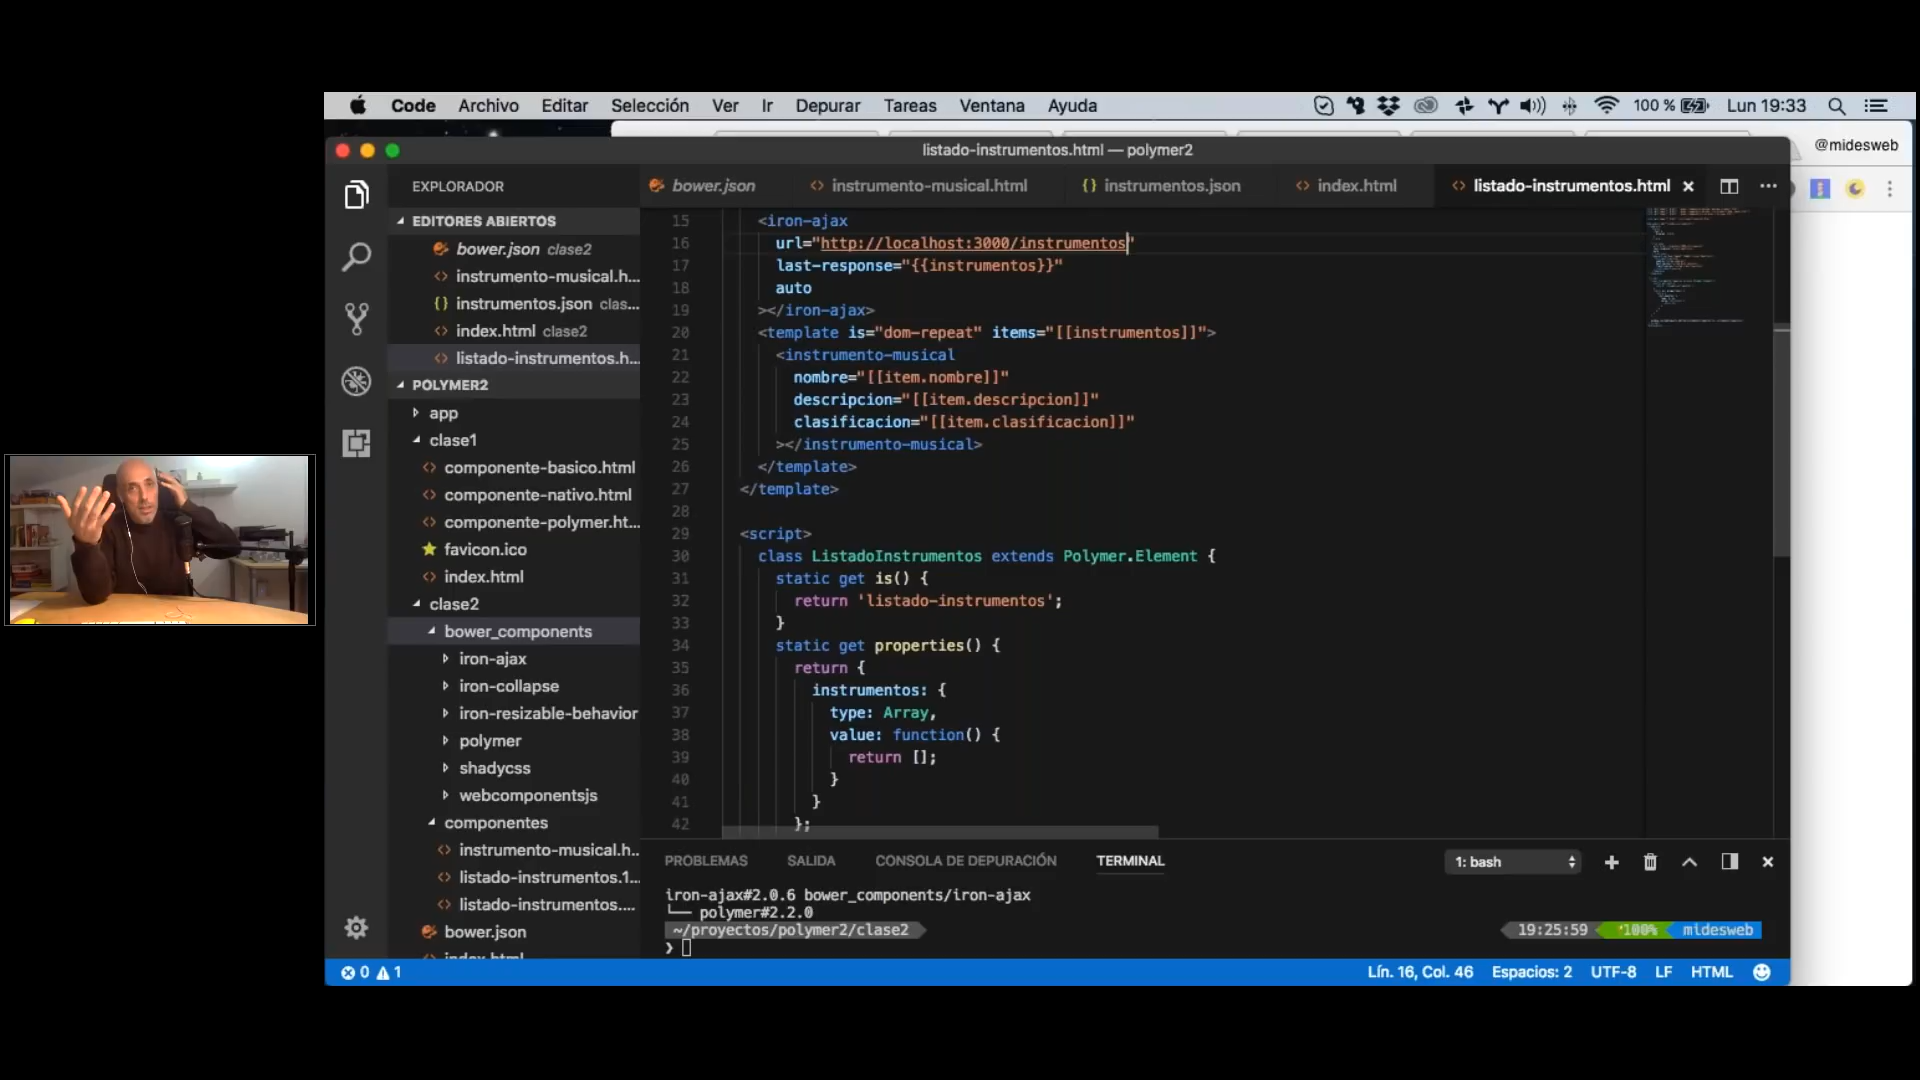 Code Archivo Editar Selección Ver Ir Depurar Tareas Ventana Ayuda 100 % Lun 19:33
@midesweb
listado-instrumentos.html — polymer2
EXPLORADOR
bower.json instrumento-musical.html {} instrumentos.json index.html listado-instrumentos.html
EDITORES ABIERTOS
bower.json clase2
instrumento-musical.h...
{} instrumentos.json clas...
index.html clase2
listado-instrumentos.h...
POLYMER2
app
clase1
componente-basico.html
componente-nativo.html
componente-polymer.ht...
favicon.ico
index.html
clase2
bower_components
iron-ajax
iron-collapse
iron-resizable-behavior
polymer
shadycss
webcomponentsjs
componentes
instrumento-musical.h...
listado-instrumentos.1...
listado-instrumentos....
bower.json
index.html
15 <iron-ajax
16 url="http://localhost:3000/instrumentos"
17 last-response="{{instrumentos}}"
18 auto
19 ></iron-ajax>
20 <template is="dom-repeat" items="[[instrumentos]]">
21 <instrumento-musical
22 nombre="[[item.nombre]]"
23 descripcion="[[item.descripcion]]"
24 clasificacion="[[item.clasificacion]]"
25 ></instrumento-musical>
26 </template>
27 </template>
28
29 <script>
30 class ListadoInstrumentos extends Polymer.Element {
31 static get is() {
32 return 'listado-instrumentos';
33 }
34 static get properties() {
35 return {
36 instrumentos: {
37 type: Array,
38 value: function() {
39 return [];
40 }
41 }
42 };
PROBLEMAS SALIDA CONSOLA DE DEPURACIÓN TERMINAL 1: bash
iron-ajax#2.0.6 bower_components/iron-ajax
└── polymer#2.2.0
~/proyectos/polymer2/clase2 19:25:59 100% midesweb
❯
0 1 Lín. 16, Col. 46 Espacios: 2 UTF-8 LF HTML